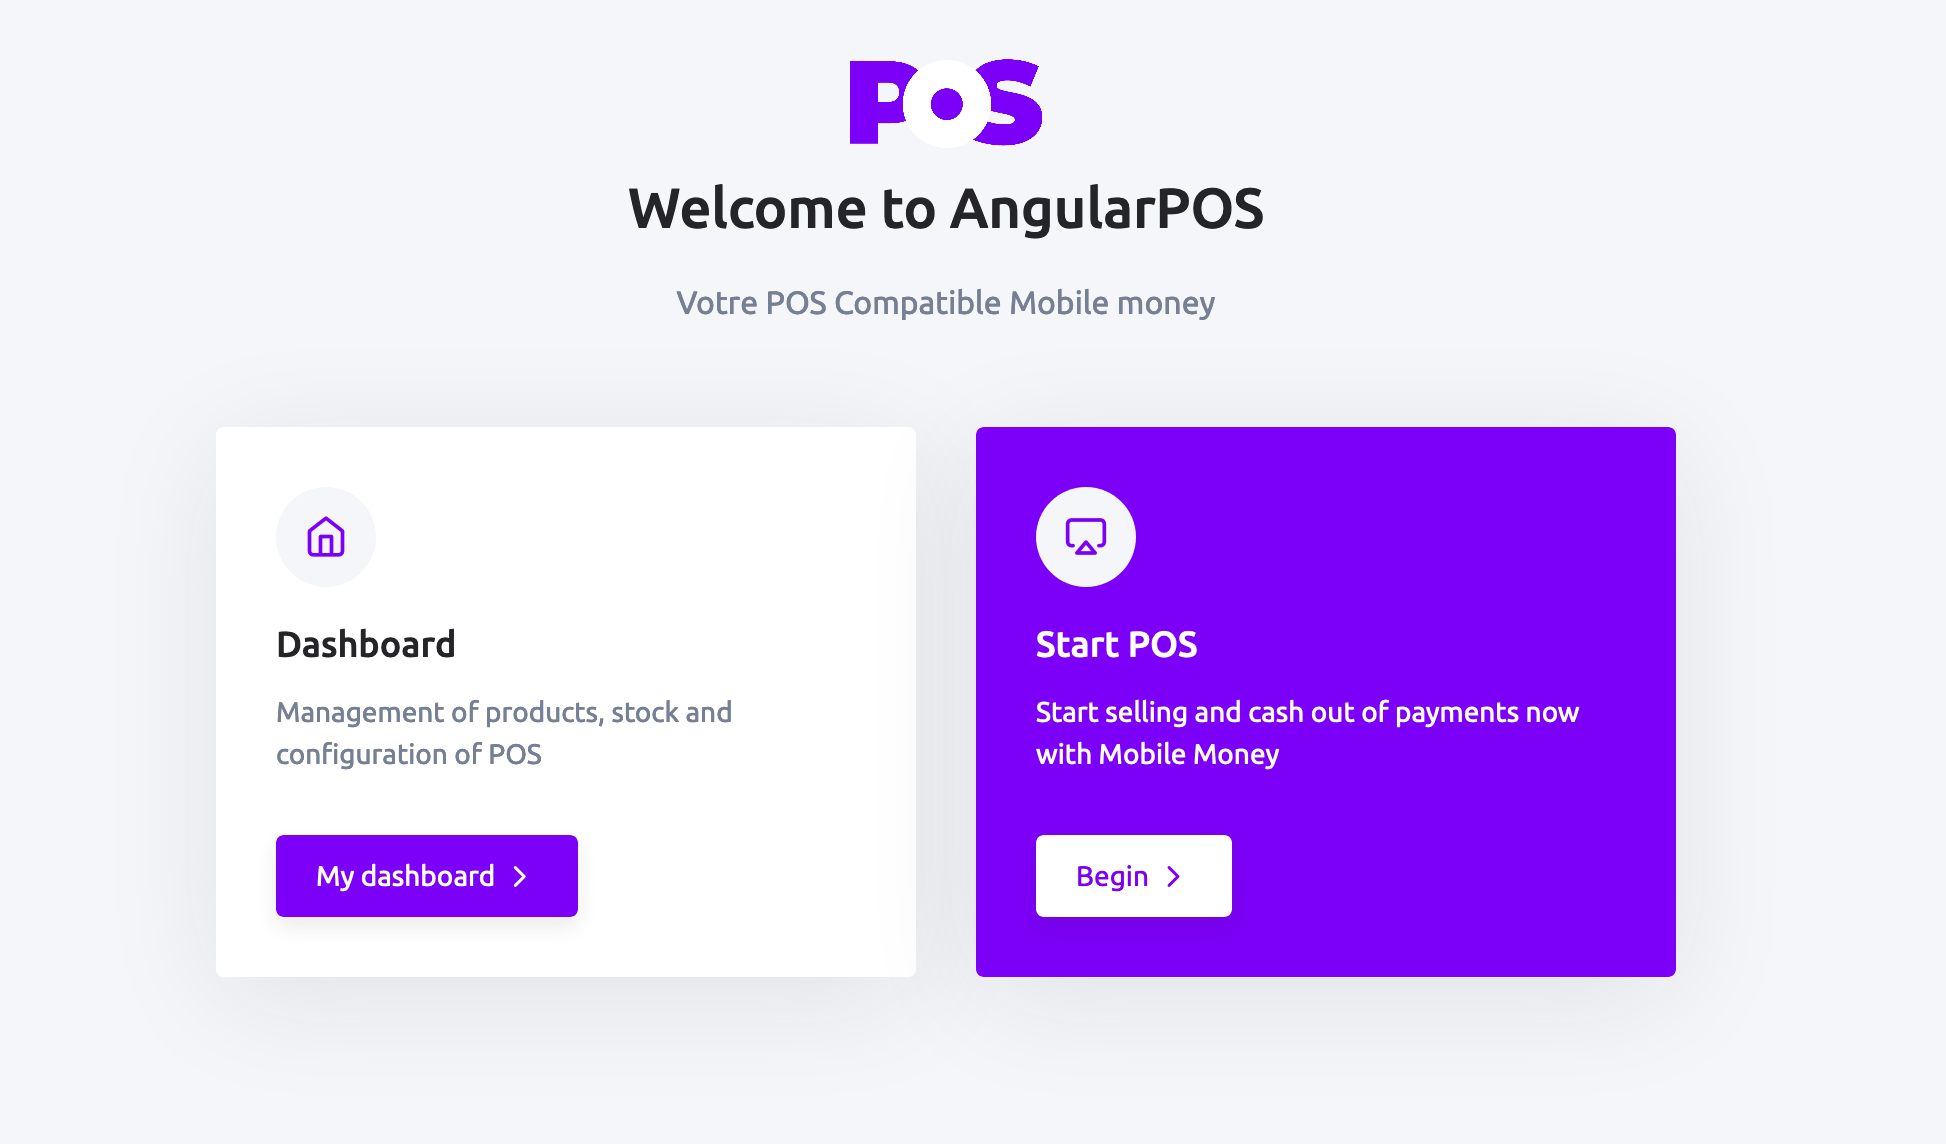 POS
Welcome to AngularPOS
Votre POS Compatible Mobile money
Dashboard
Management of products, stock and
configuration of POS
My dashboard
Start POS
Start selling and cash out of payments now
with Mobile Money
Begin